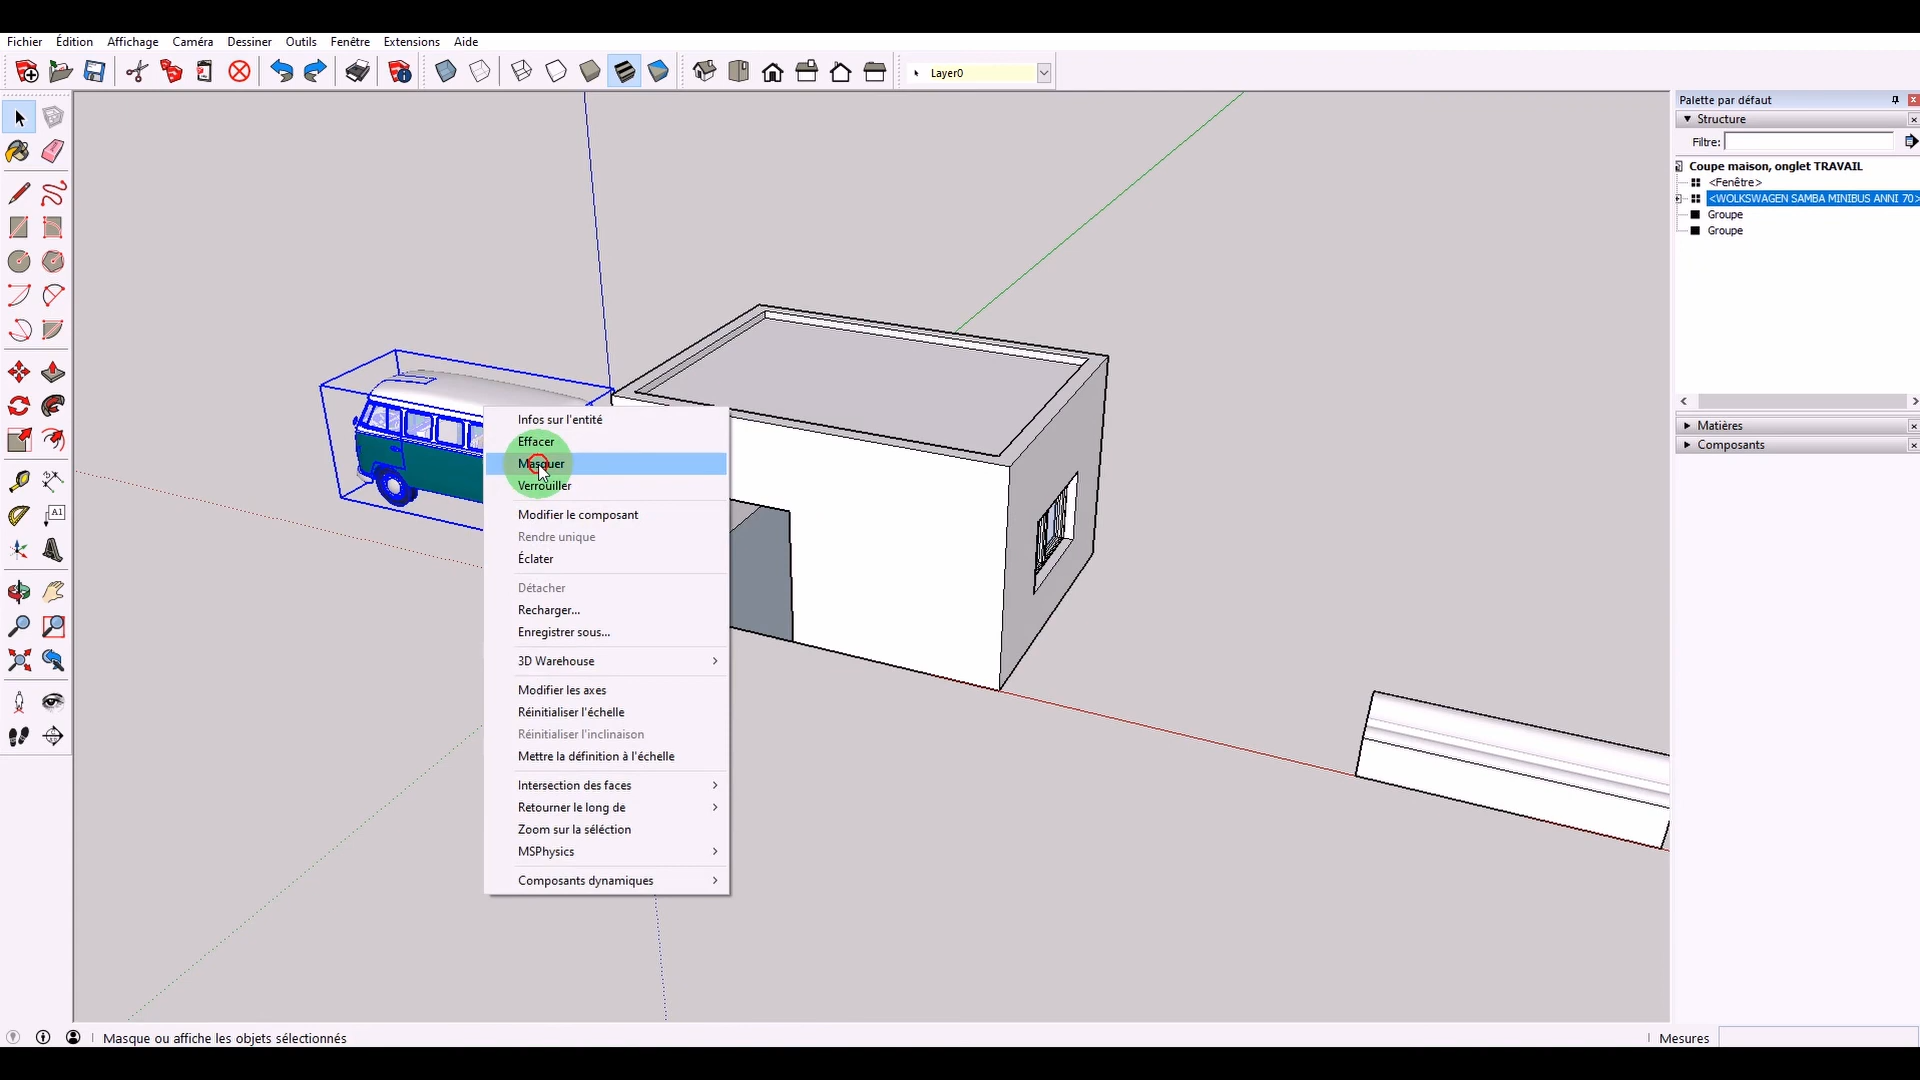 Fichier Édition Affichage Caméra Dessiner Outils Fenêtre Extensions Aide
Layer0
Palette par défaut
Structure
Filtre:
Coupe maison, onglet TRAVAIL
<Fenêtre>
<WOLKSWAGEN SAMBA MINIBUS ANNI 70>
Groupe
Groupe
Matières
Composants
A1
Infos sur l'entité
Effacer
Masquer
Verrouiller
Modifier le composant
Rendre unique
Éclater
Détacher
Recharger...
Enregistrer sous...
3D Warehouse
Modifier les axes
Réinitialiser l'échelle
Réinitialiser l'inclinaison
Mettre la définition à l'échelle
Intersection des faces
Retourner le long de
Zoom sur la séléction
MSPhysics
Composants dynamiques
Masque ou affiche les objets sélectionnés
Mesures